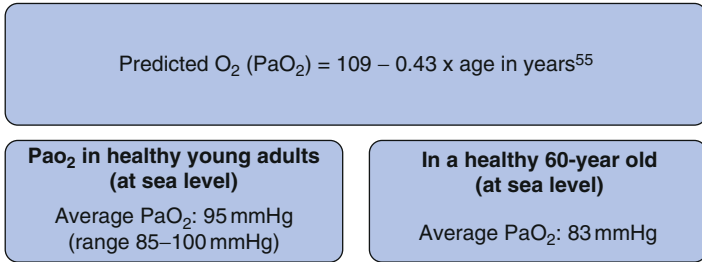 Predicted O₂ (PaO₂) = 109 – 0.43 x age in years⁵⁵
Pao₂ in healthy young adults
(at sea level)
Average PaO₂: 95 mmHg
(range 85–100 mmHg)
In a healthy 60-year old
(at sea level)
Average PaO₂: 83 mmHg